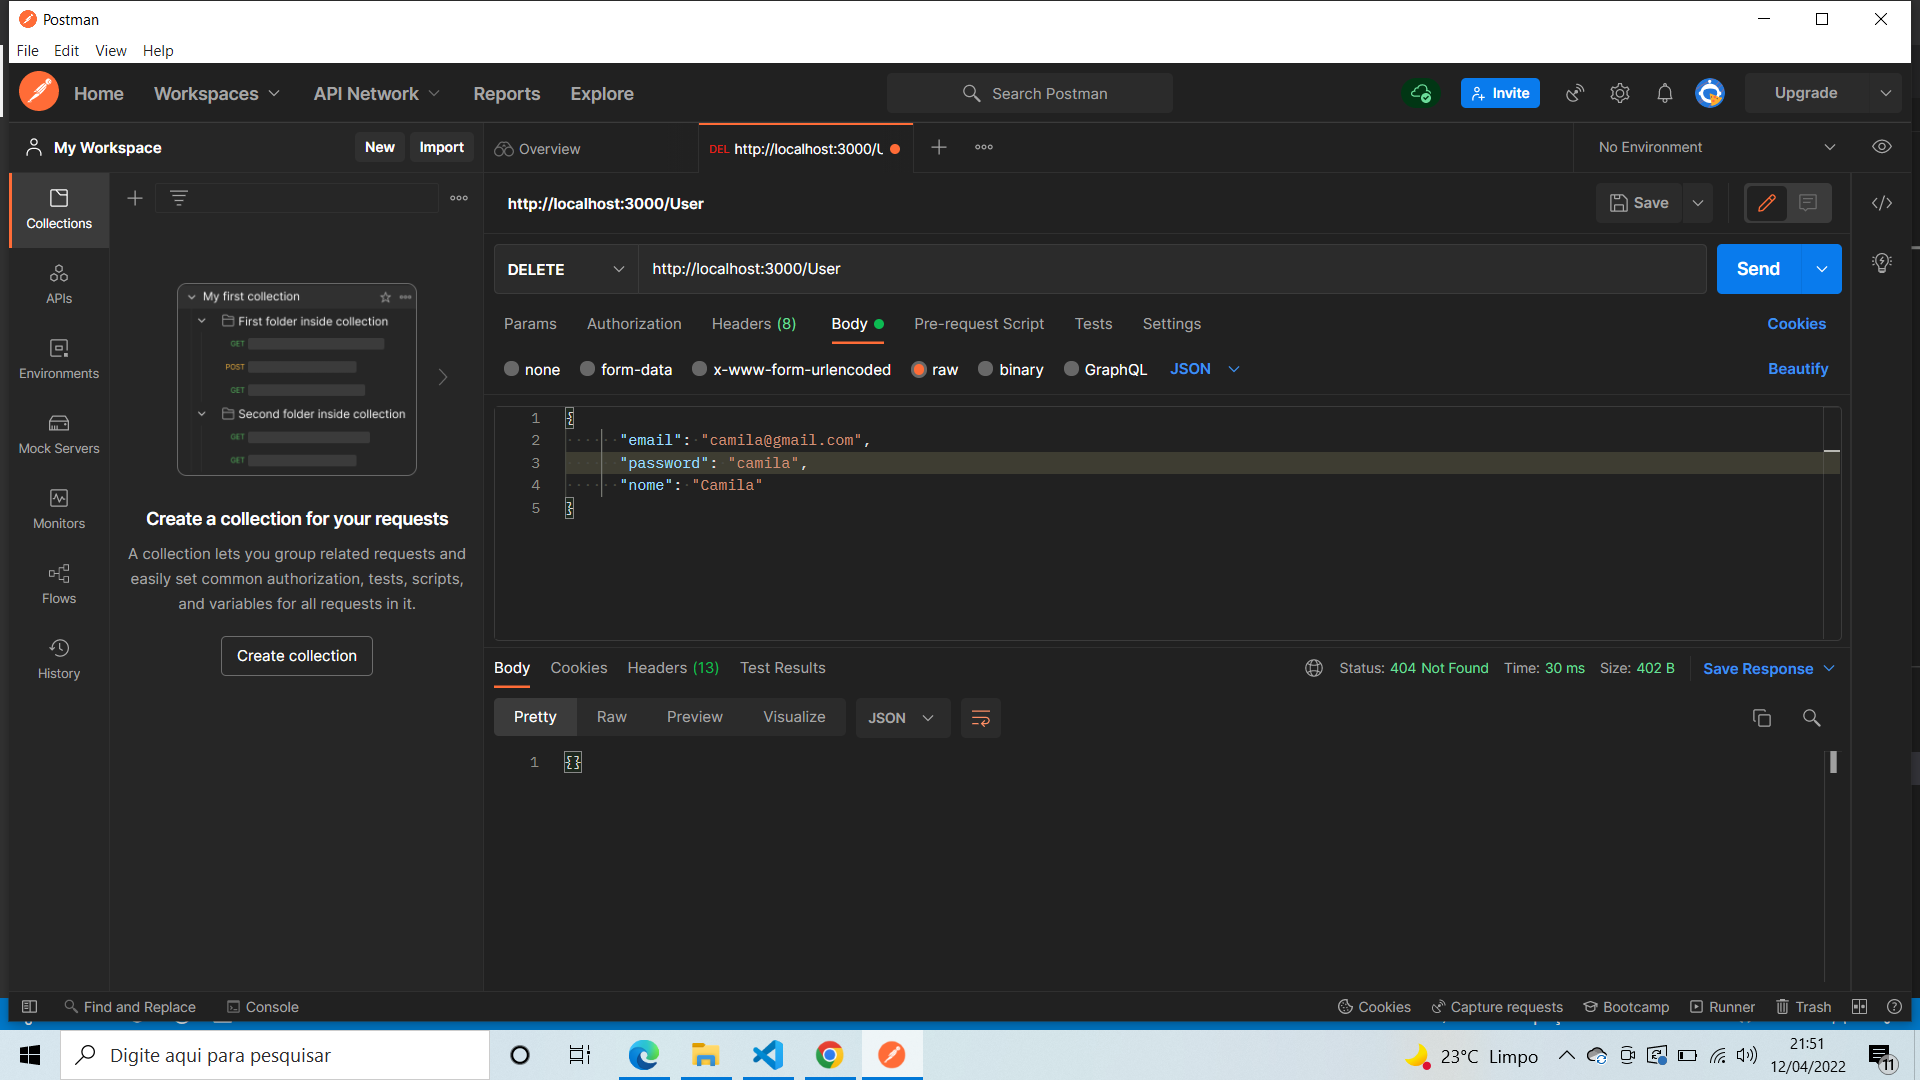 Postman
File Edit View Help
Home Workspaces API Network Reports Explore
Search Postman
Invite
Upgrade
My Workspace
New Import
Overview
DEL http://localhost:3000/U
No Environment
Collections
APIs
Environments
Mock Servers
Monitors
Flows
History
My first collection
First folder inside collection
GET
POST
GET
Second folder inside collection
GET
GET
Create a collection for your requests
A collection lets you group related requests and
easily set common authorization, tests, scripts,
and variables for all requests in it.
Create collection
http://localhost:3000/User
Save
DELETE http://localhost:3000/User
Send
Params Authorization Headers (8) Body Pre-request Script Tests Settings
Cookies
none form-data x-www-form-urlencoded raw binary GraphQL JSON
Beautify
1 {
2 "email": "camila@gmail.com",
3 "password": "camila",
4 "nome": "Camila"
5 }
Body Cookies Headers (13) Test Results
Status: 404 Not Found Time: 30 ms Size: 402 B
Save Response
Pretty Raw Preview Visualize JSON
1 {}
Find and Replace Console
Cookies Capture requests Bootcamp Runner Trash
Digite aqui para pesquisar
23°C Limpo
21:51
12/04/2022
11